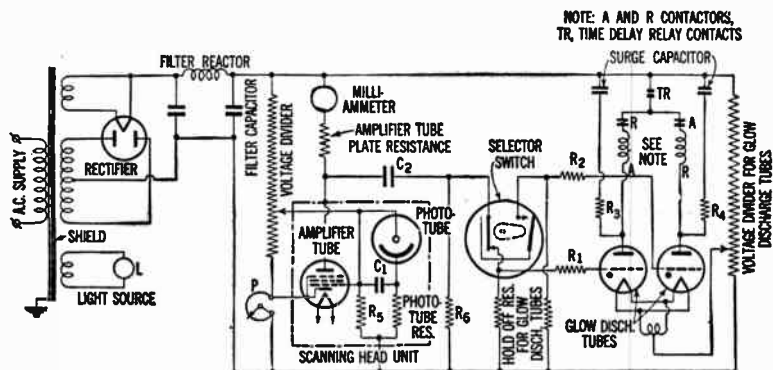 NOTE: A AND R CONTACTORS,
TR, TIME DELAY RELAY CONTACTS
SURGE CAPACITOR
FILTER REACTOR
MILLI-
AMMETER
TR
R
A
SEE
NOTE
A
R
AMPLIFIER TUBE
PLATE RESISTANCE
SELECTOR
SWITCH
C2
R2
R3
R4
R1
RECTIFIER
A.C. SUPPLY
SHIELD
L
LIGHT SOURCE
FILTER CAPACITOR
VOLTAGE DIVIDER
PHOTO-
TUBE
AMPLIFIER
TUBE
C1
P
R5
PHOTO-
TUBE
RES.
R6
SCANNING HEAD UNIT
HOLD OFF RES.
FOR GLOW
DISCH. TUBES
GLOW DISCH.
TUBES
VOLTAGE DIVIDER FOR GLOW
DISCHARGE TUBES